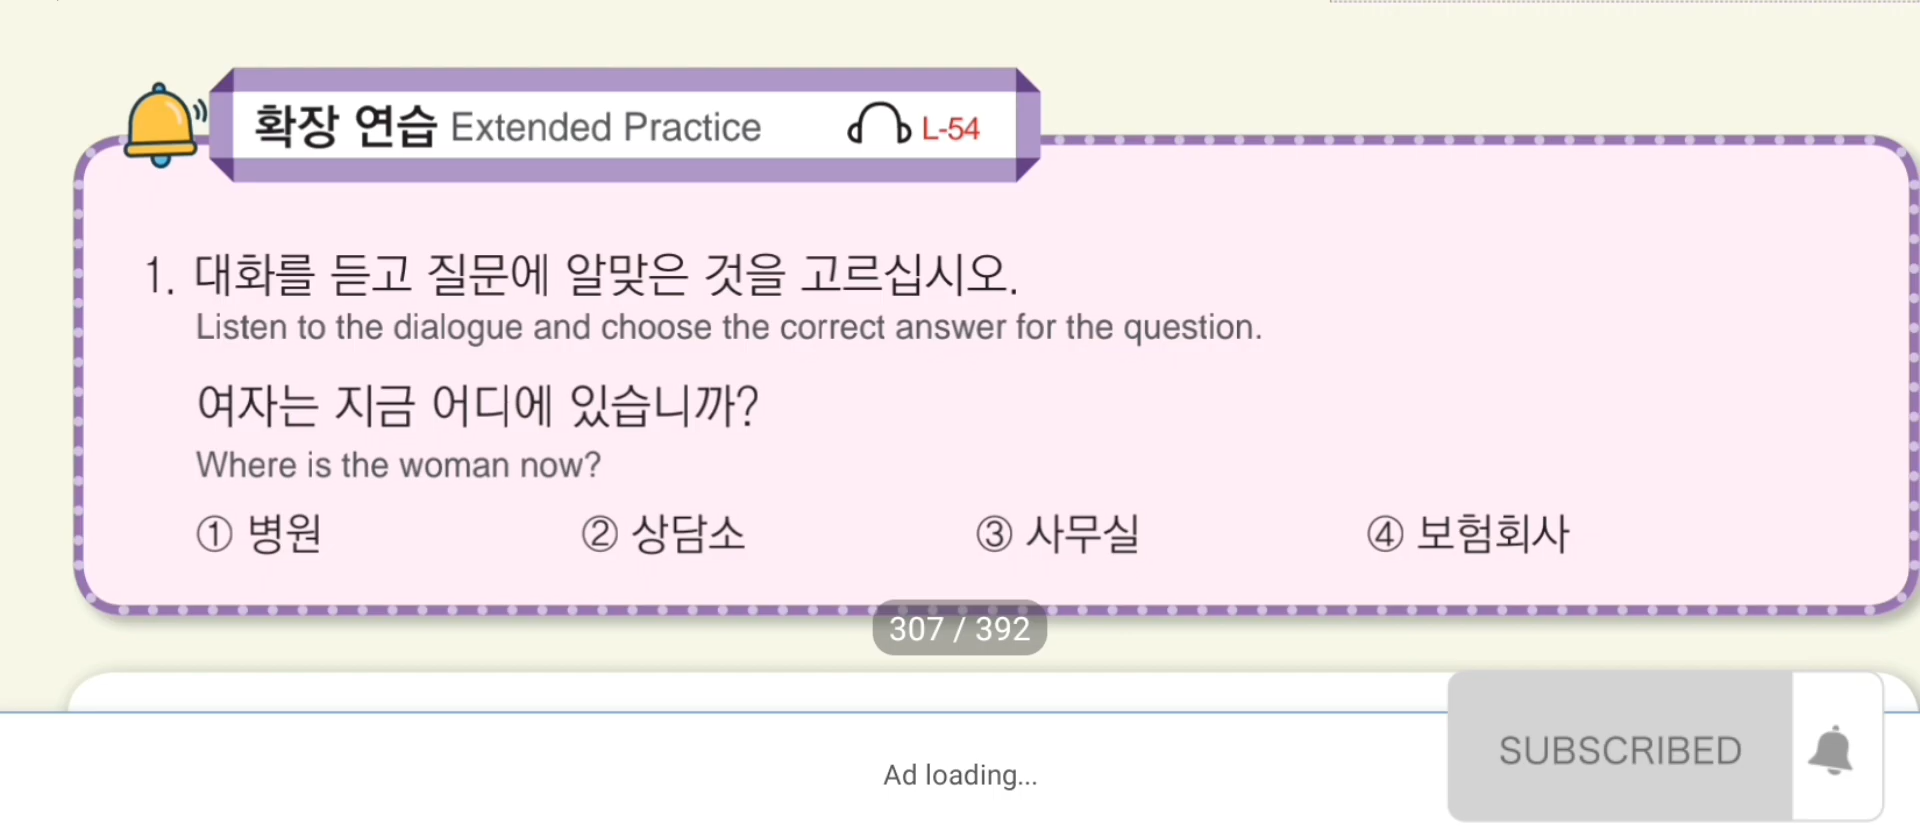 확장 연습 Extended Practice L-54
1. 대화를 듣고 질문에 알맞은 것을 고르십시오.
Listen to the dialogue and choose the correct answer for the question.
여자는 지금 어디에 있습니까?
Where is the woman now?
① 병원 ② 상담소 ③ 사무실 ④ 보험회사
307 / 392
SUBSCRIBED
Ad loading...